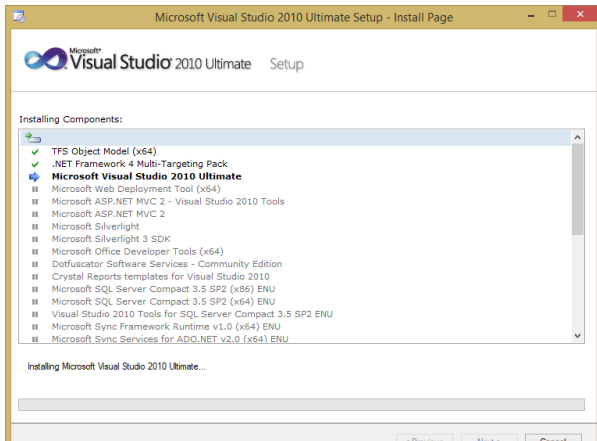 Microsoft Visual Studio 2010 Ultimate Setup - Install Page
Microsoft®
Visual Studio® 2010 Ultimate Setup
Installing Components:
TFS Object Model (x64)
.NET Framework 4 Multi-Targeting Pack
Microsoft Visual Studio 2010 Ultimate
Microsoft Web Deployment Tool (x64)
Microsoft ASP.NET MVC 2 - Visual Studio 2010 Tools
Microsoft ASP.NET MVC 2
Microsoft Silverlight
Microsoft Silverlight 3 SDK
Microsoft Office Developer Tools (x64)
Dotfuscator Software Services - Community Edition
Crystal Reports templates for Visual Studio 2010
Microsoft SQL Server Compact 3.5 SP2 (x86) ENU
Microsoft SQL Server Compact 3.5 SP2 (x64) ENU
Visual Studio 2010 Tools for SQL Server Compact 3.5 SP2 ENU
Microsoft Sync Framework Runtime v1.0 (x64) ENU
Microsoft Sync Services for ADO.NET v2.0 (x64) ENU
Installing Microsoft Visual Studio 2010 Ultimate...
< Previous Next > Cancel